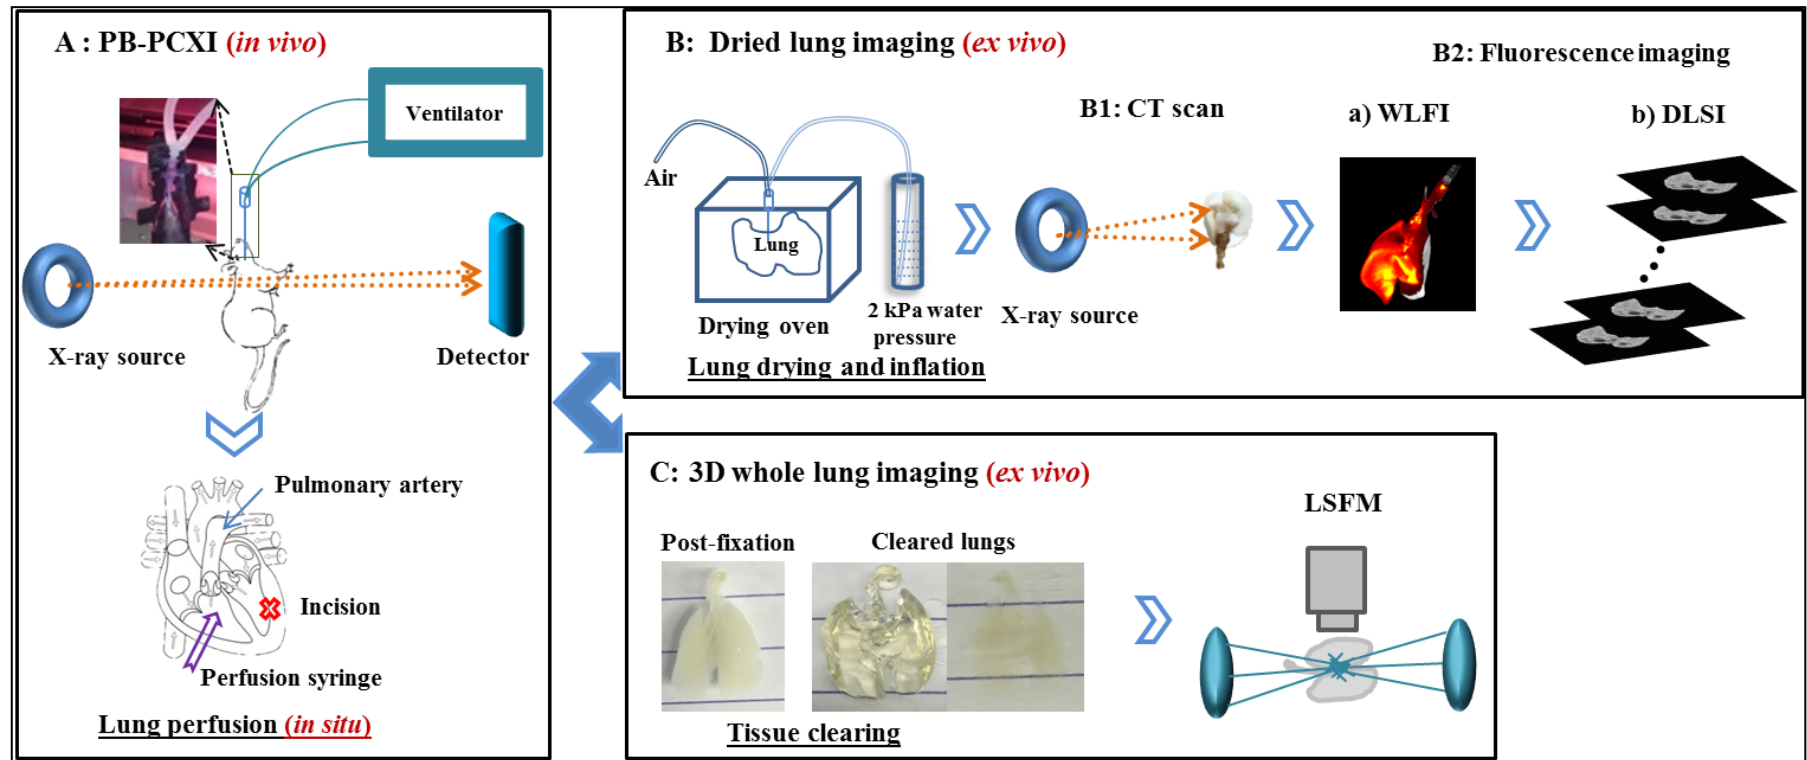 A : PB-PCXI (in vivo)
Ventilator
X-ray source
Detector
Pulmonary artery
Incision
Perfusion syringe
Lung perfusion (in situ)
B: Dried lung imaging (ex vivo)
B2: Fluorescence imaging
B1: CT scan
a) WLFI
b) DLSI
Air
Lung
Drying oven
2 kPa water
pressure
X-ray source
Lung drying and inflation
C: 3D whole lung imaging (ex vivo)
LSFM
Post-fixation
Cleared lungs
Tissue clearing